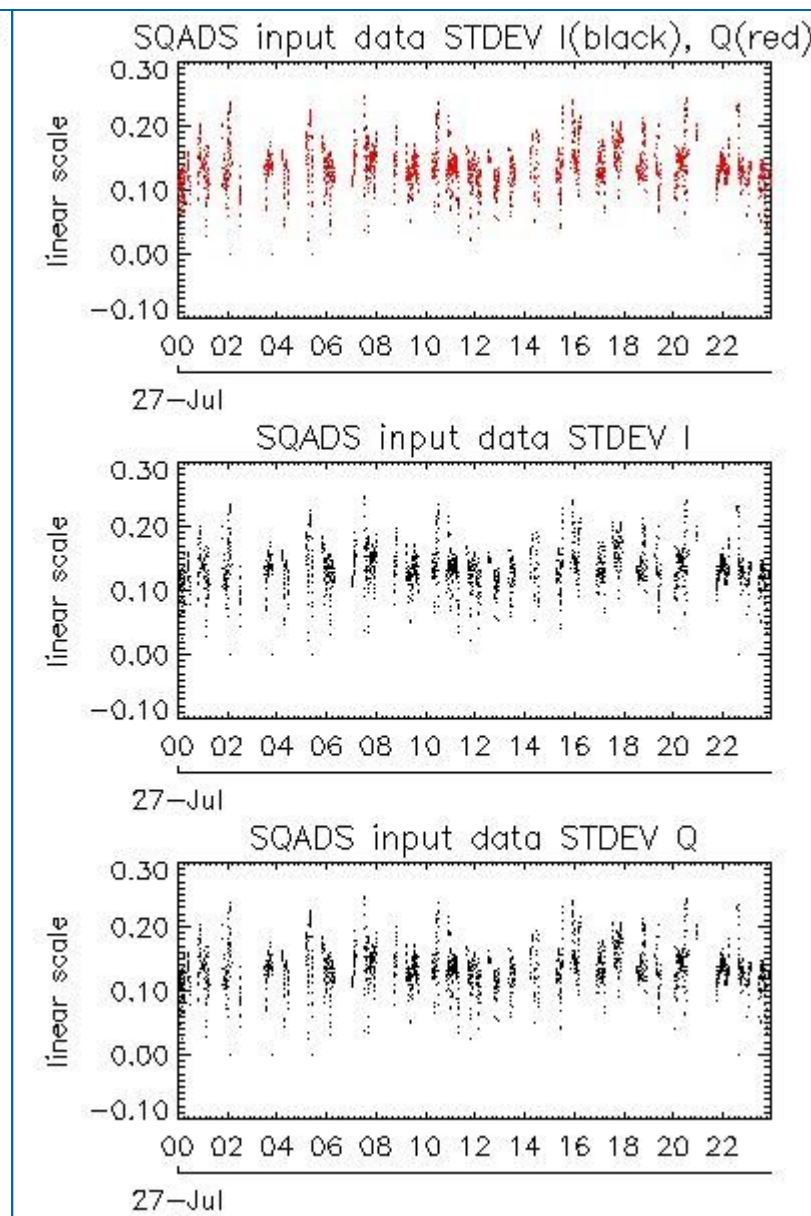 SQADS input data STDEV I(black), Q(red)
0.30
0.20
0.10
0.00
−0.10
linear scale
00 02 04 06 08 10 12 14 16 18 20 22
27−Jul
SQADS input data STDEV I
0.30
0.20
0.10
0.00
−0.10
linear scale
00 02 04 06 08 10 12 14 16 18 20 22
27−Jul
SQADS input data STDEV Q
0.30
0.20
0.10
0.00
−0.10
linear scale
00 02 04 06 08 10 12 14 16 18 20 22
27−Jul